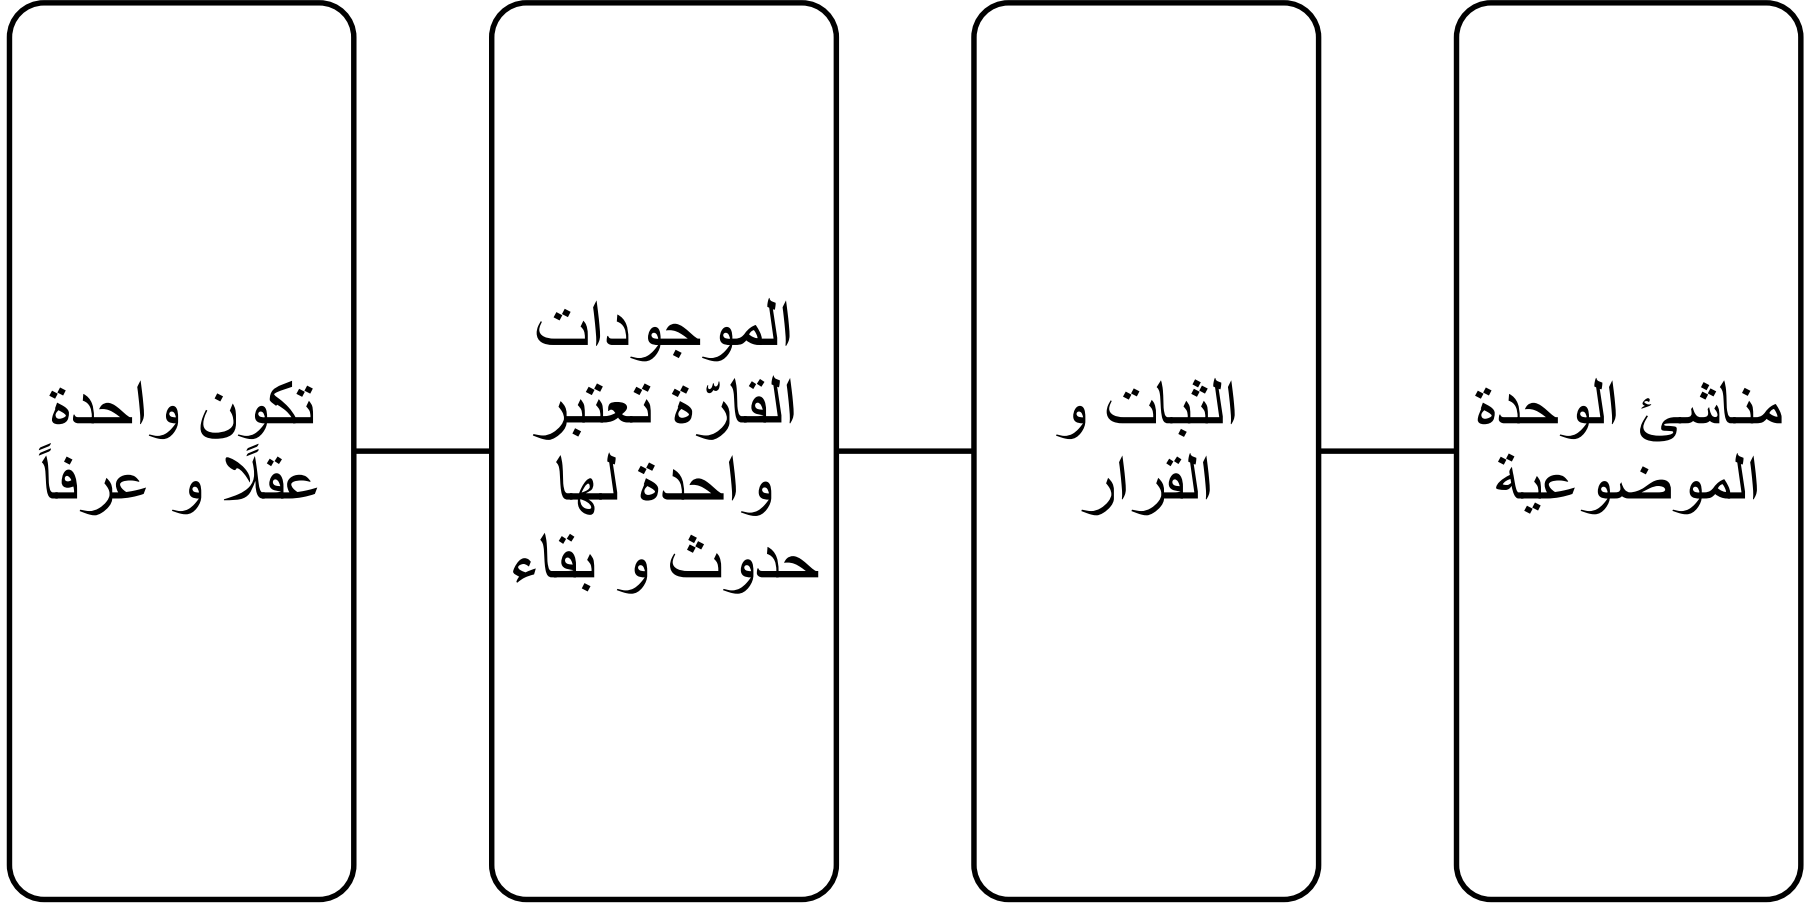 مناشئ الوحدة
الموضوعية
الثبات و
القرار
الموجودات
القارّة تعتبر
واحدة لها
حدوث و بقاء
تكون واحدة
عقلًا و عرفاً